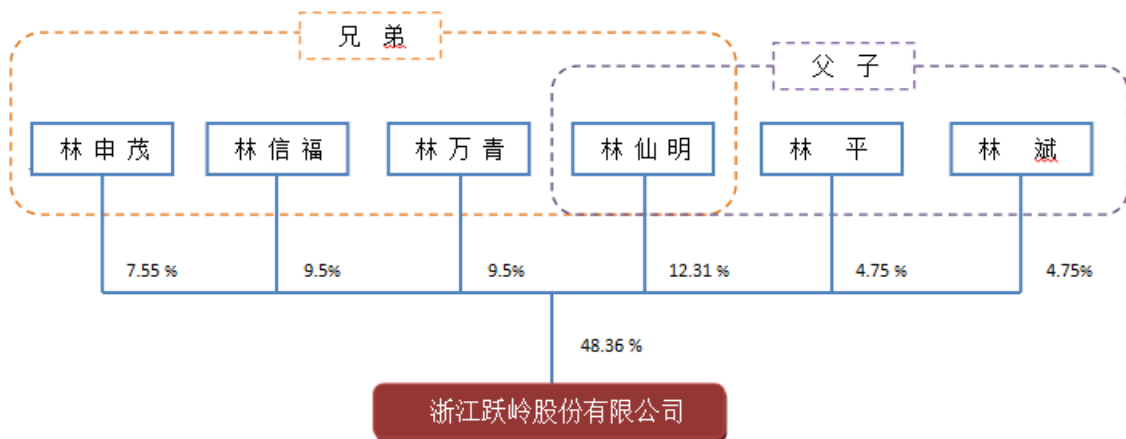 兄 弟
父 子
林 申 茂
林 信 福
林 万 青
林 仙 明
林 平
林 斌
7.55 %
9.5%
9.5%
12.31 %
4.75 %
4.75%
48.36 %
浙江跃岭股份有限公司